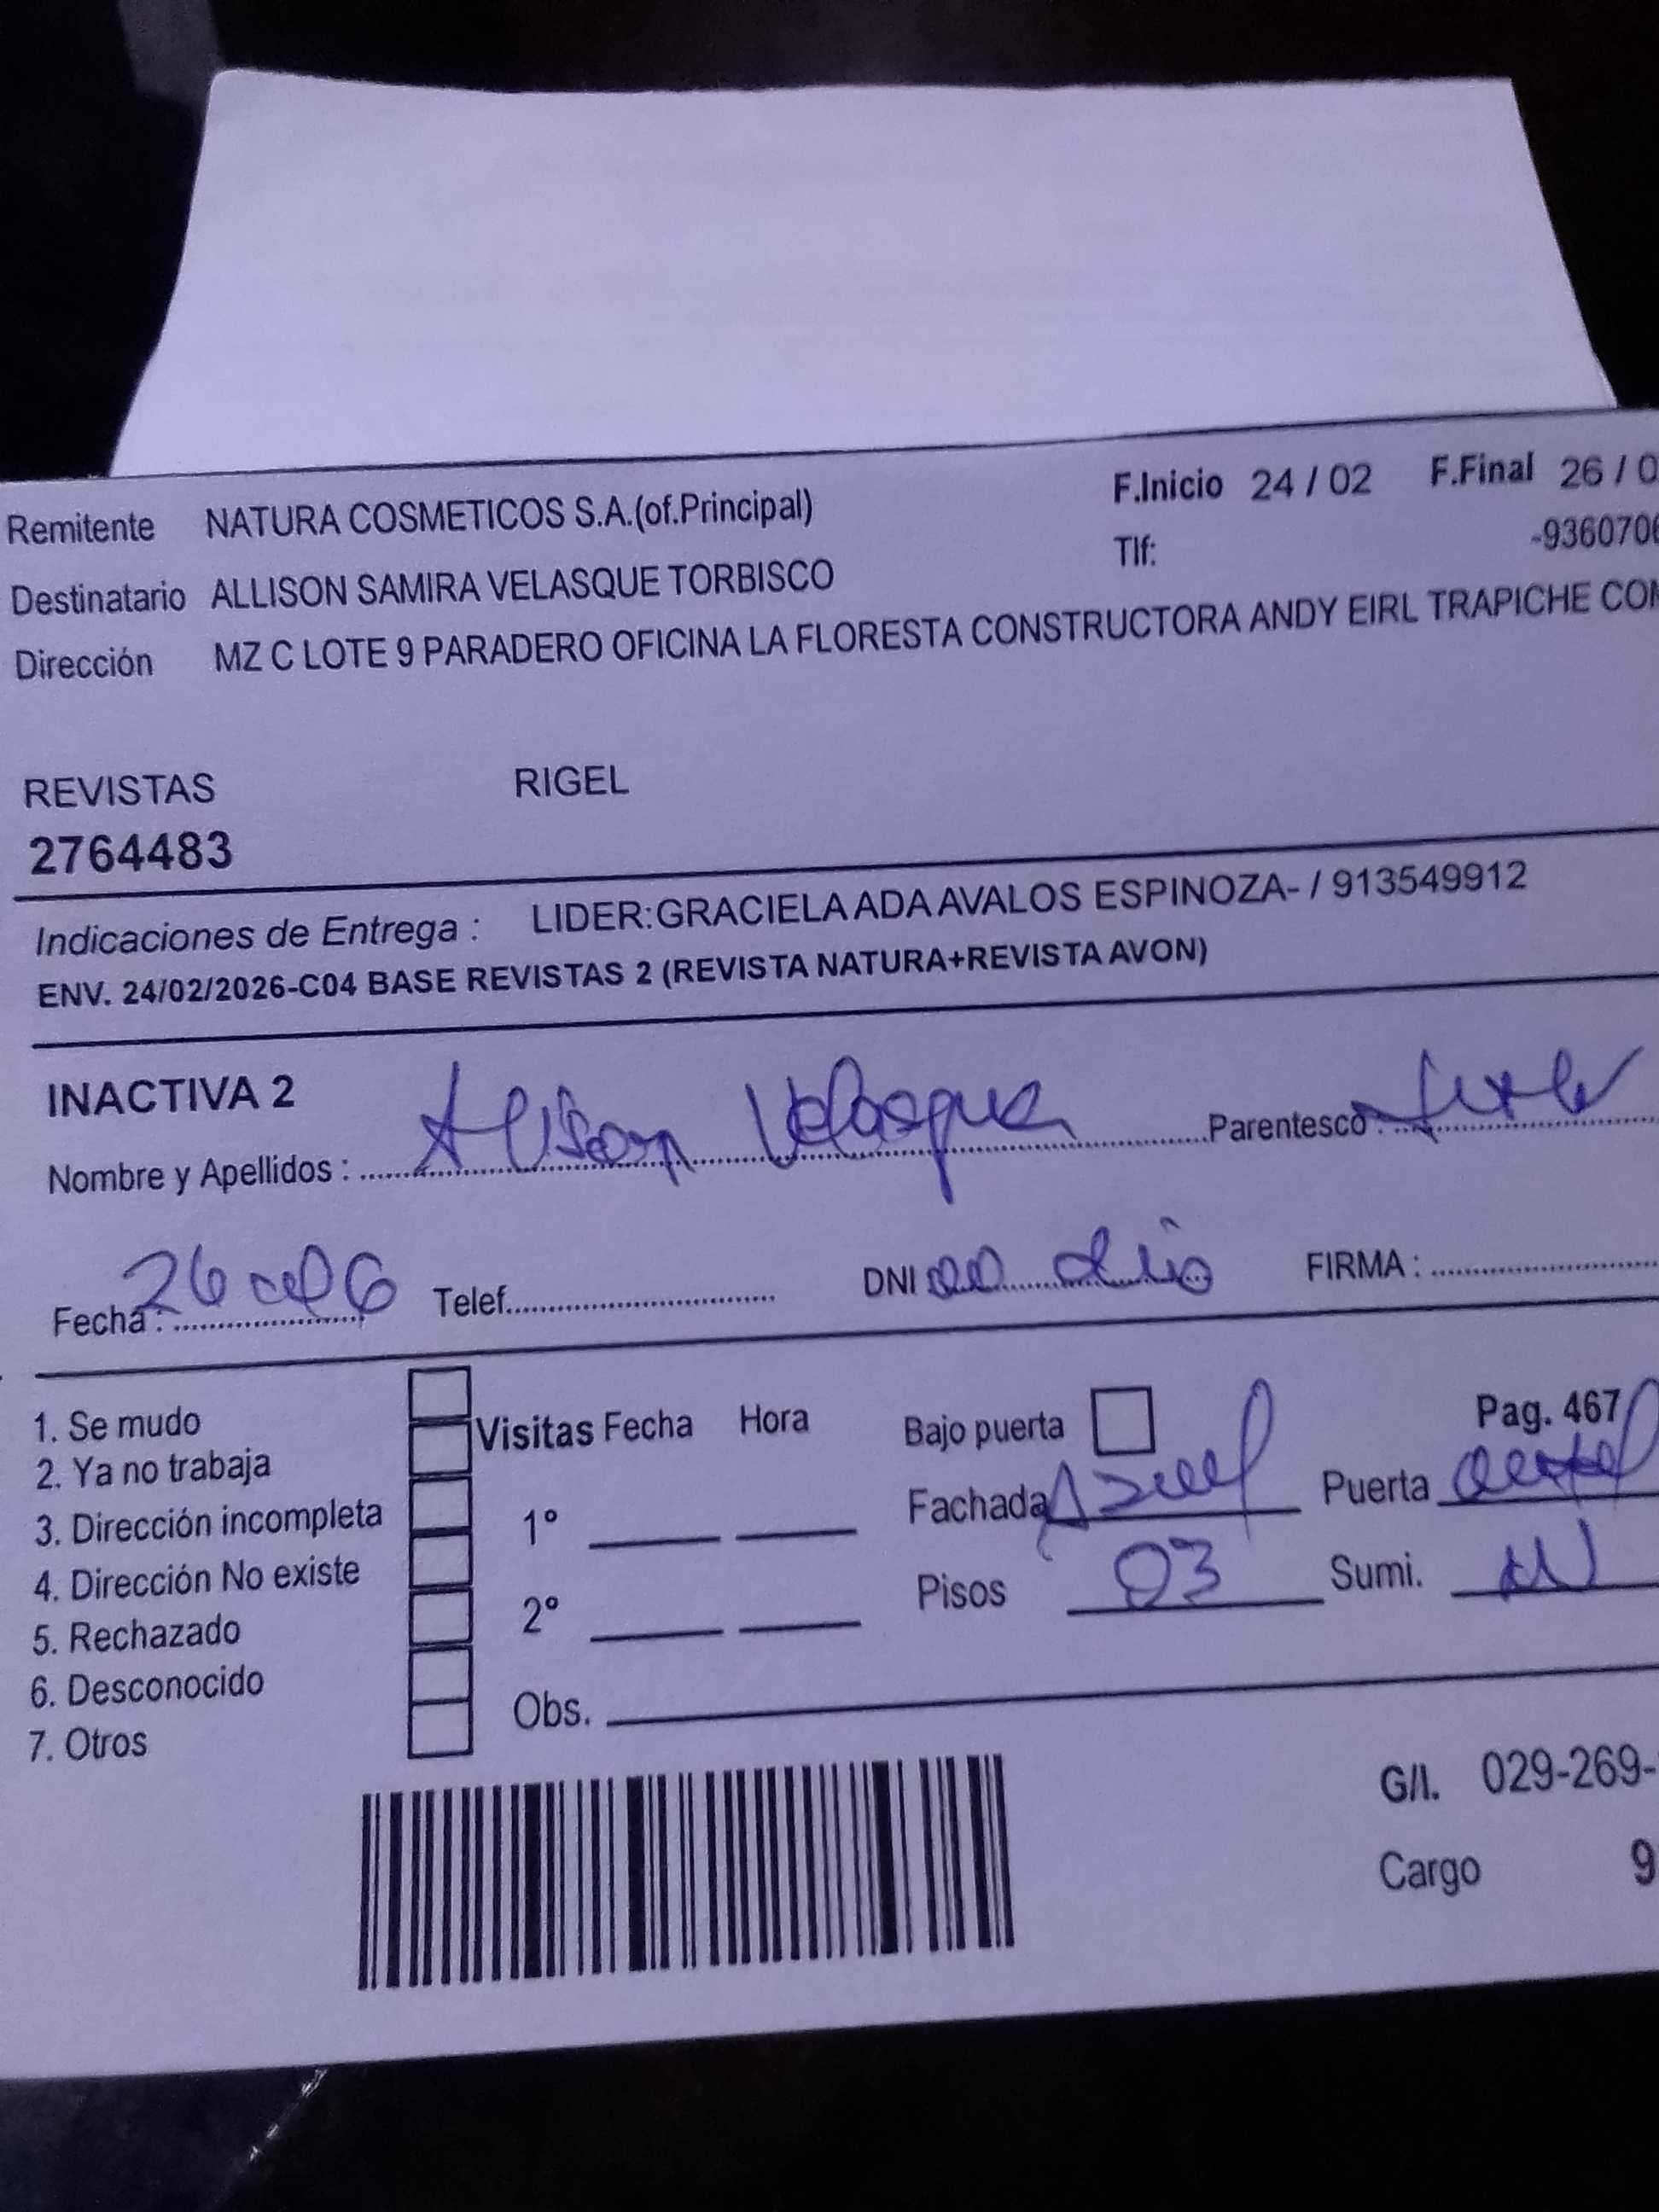 F.Inicio 24 / 02 F.Final 26 / 0
Remitente NATURA COSMETICOS S.A.(of.Principal)
Tlf: -9360706
Destinatario ALLISON SAMIRA VELASQUE TORBISCO
Dirección MZ C LOTE 9 PARADERO OFICINA LA FLORESTA CONSTRUCTORA ANDY EIRL TRAPICHE COM
REVISTAS RIGEL
2764483
Indicaciones de Entrega : LIDER:GRACIELA ADA AVALOS ESPINOZA- / 913549912
ENV. 24/02/2026-C04 BASE REVISTAS 2 (REVISTA NATURA+REVISTA AVON)
INACTIVA 2
Nombre y Apellidos : Allison Velasque Parentesco :
Fecha : 26 Telef. DNI no dio FIRMA :
1. Se mudo
2. Ya no trabaja
3. Dirección incompleta
4. Dirección No existe
5. Rechazado
6. Desconocido
7. Otros
Visitas Fecha Hora
1°
2°
Obs.
Bajo puerta Pag. 467
Fachada Azul Puerta
Pisos 03 Sumi.
G/I. 029-269-
Cargo 9